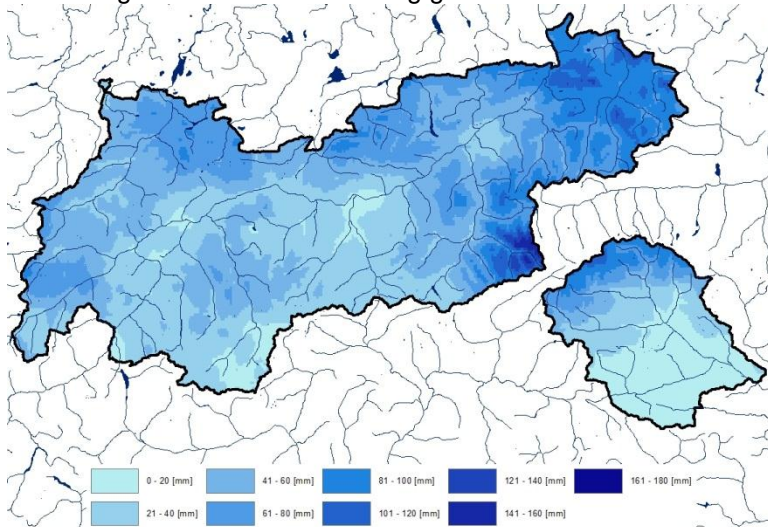 0 - 20 [mm]
41 - 60 [mm]
81 - 100 [mm]
121 - 140 [mm]
161 - 180 [mm]
21 - 40 [mm]
61 - 80 [mm]
101 - 120 [mm]
141 - 160 [mm]